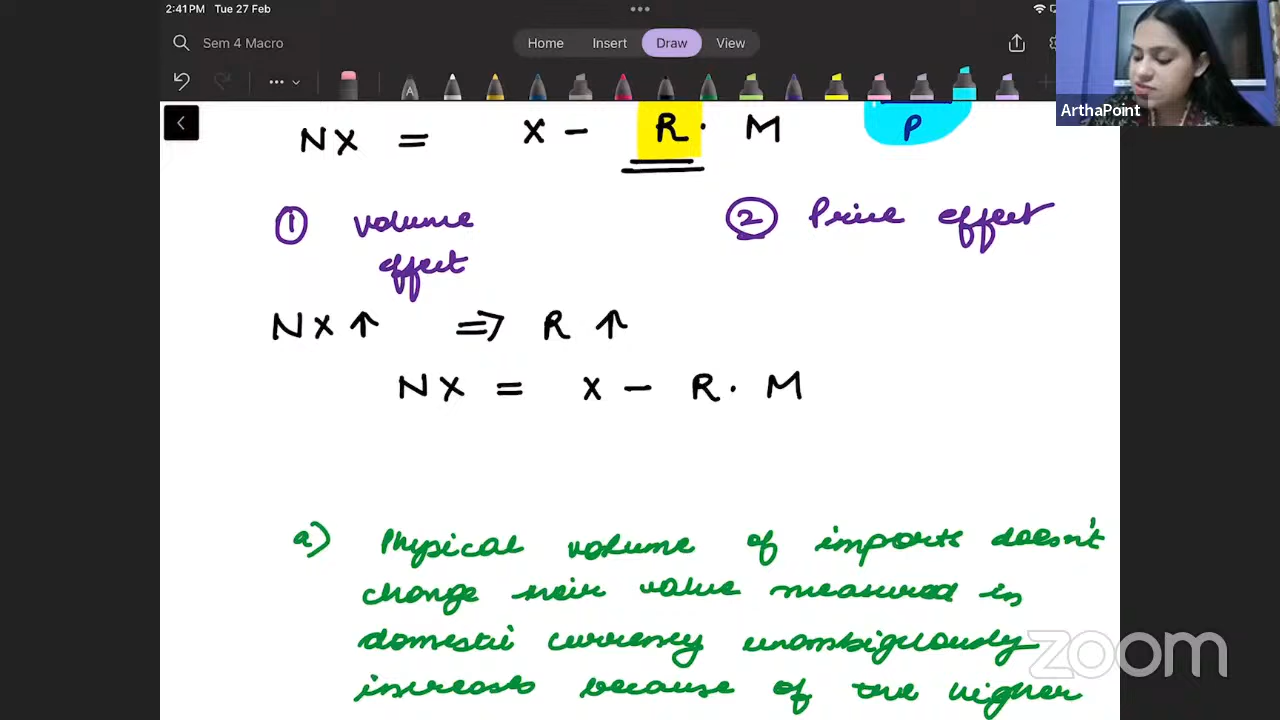 2:41 PM Tue 27 Feb
Sem 4 Macro
Home Insert Draw View
A
ArthaPoint
NX = X - R . M
P
1 Volume effect
2 Price effect
NX ↑ ⇒ R ↑
NX = X - R . M
a) Physical volume of imports doesn't
change their value measured in
domestic currency unambiguously
increases because of the higher
zoom